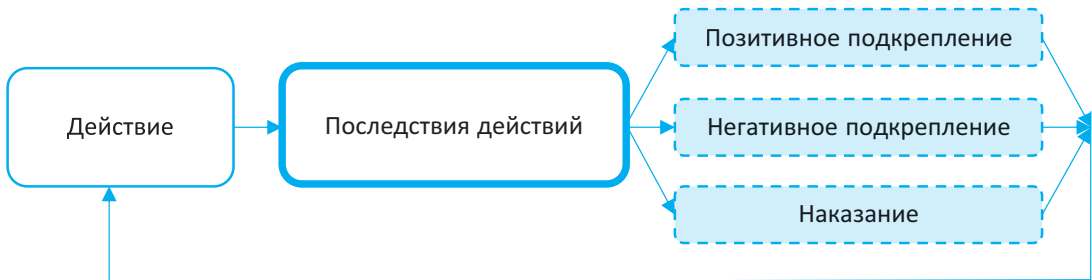 Действие
Последствия действий
Позитивное подкрепление
Негативное подкрепление
Наказание